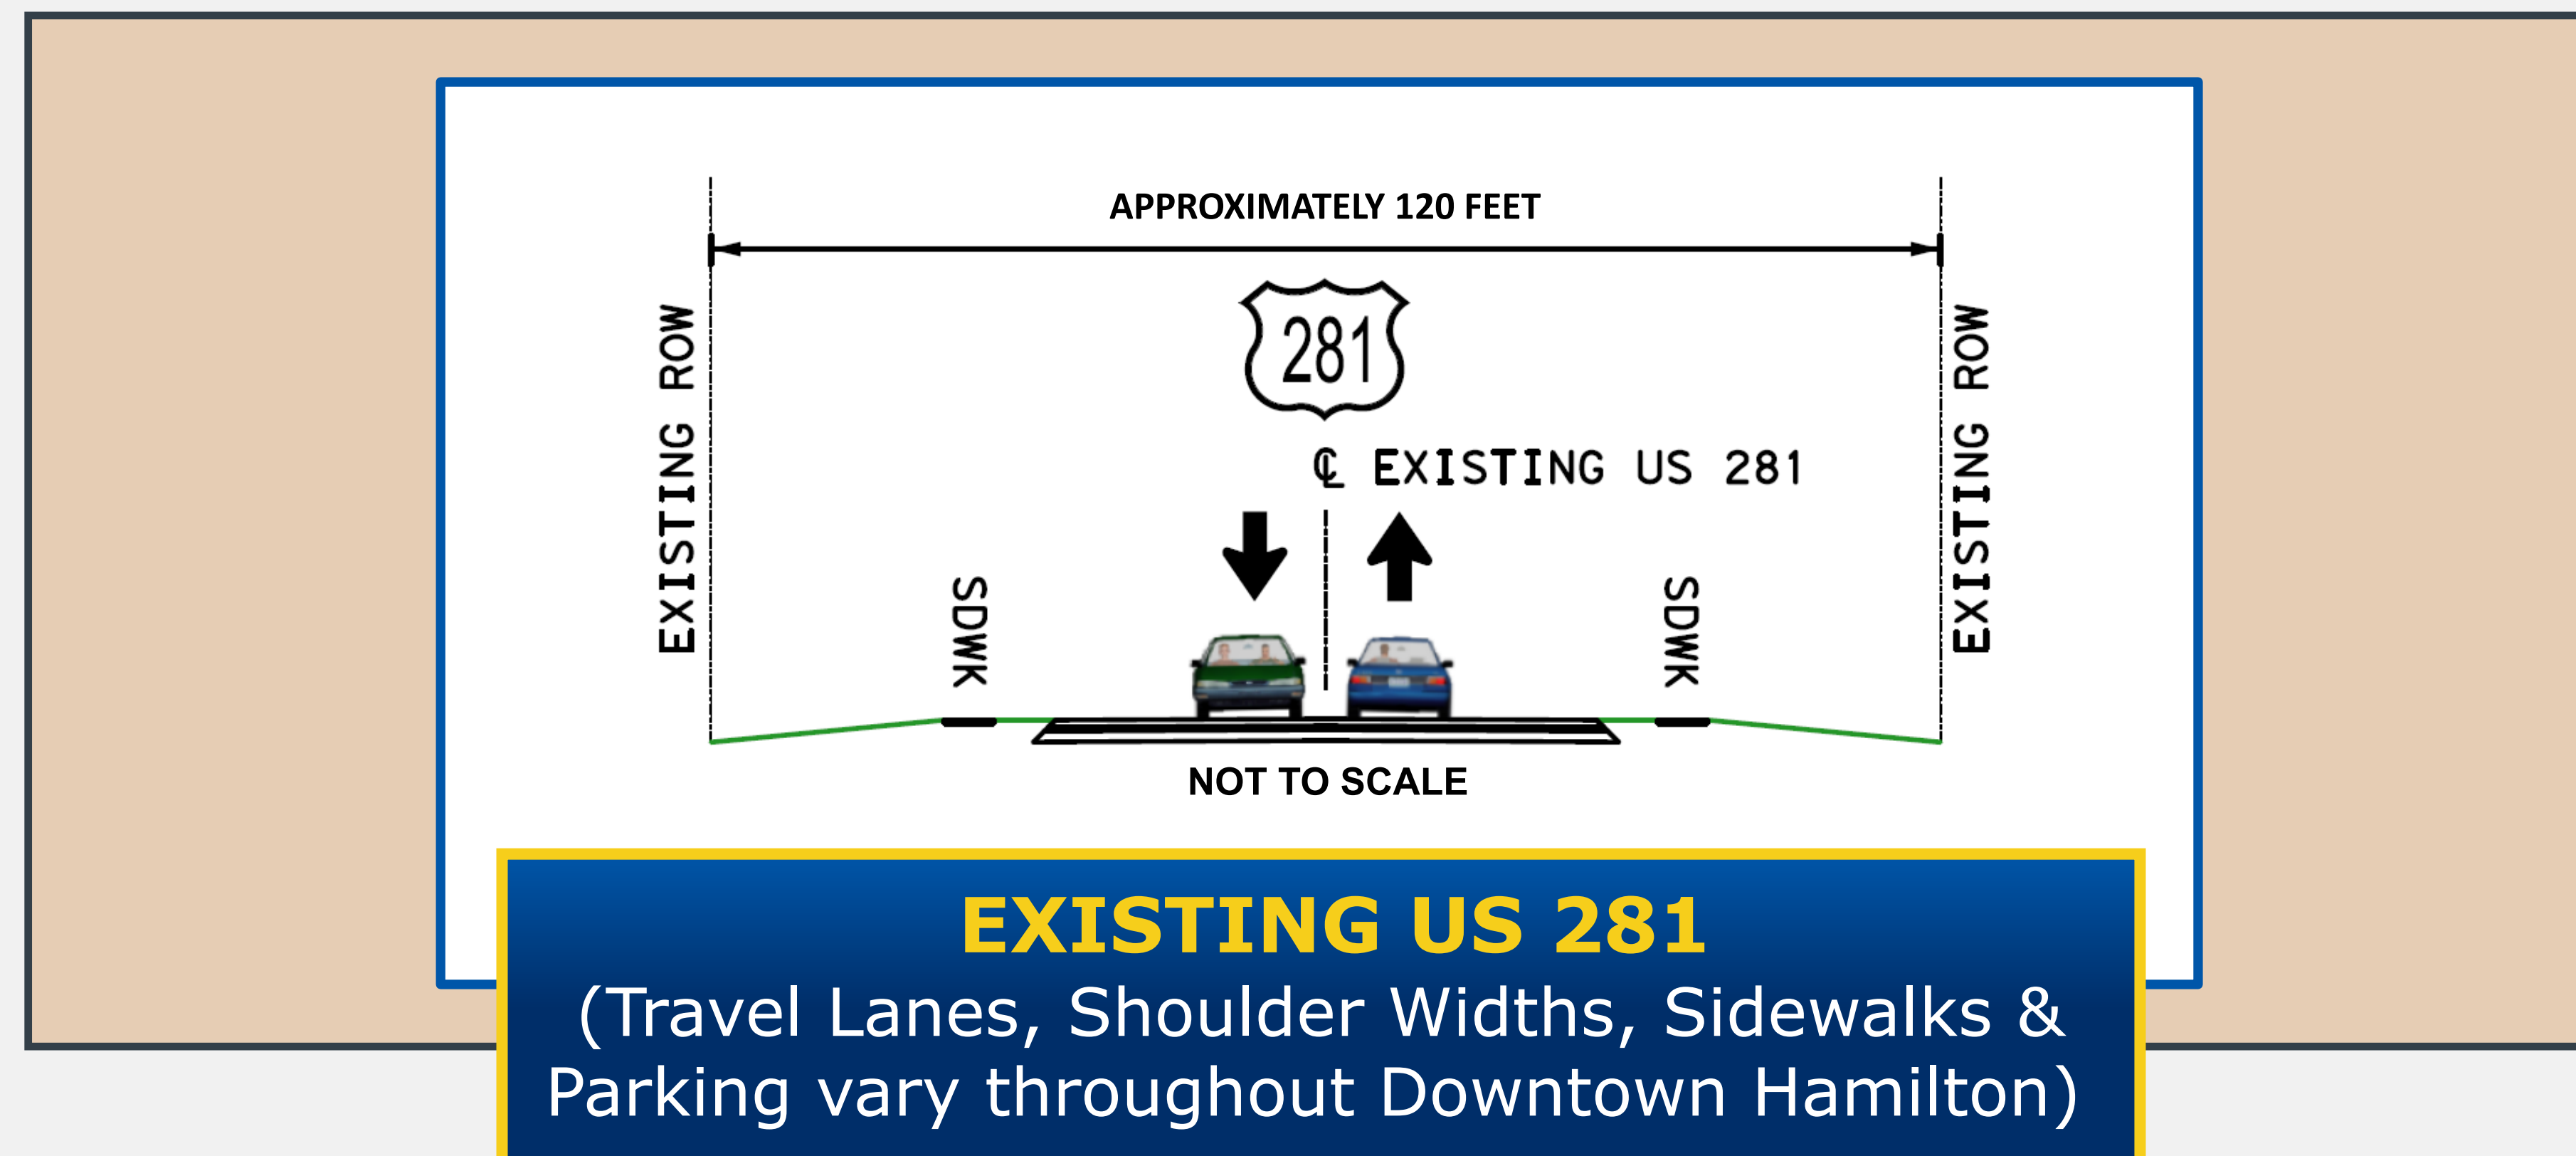 APPROXIMATELY 120 FEET
281
EXISTING ROW
EXISTING ROW
℄ EXISTING US 281
SDWK
SDWK
NOT TO SCALE
EXISTING US 281
(Travel Lanes, Shoulder Widths, Sidewalks &
Parking vary throughout Downtown Hamilton)